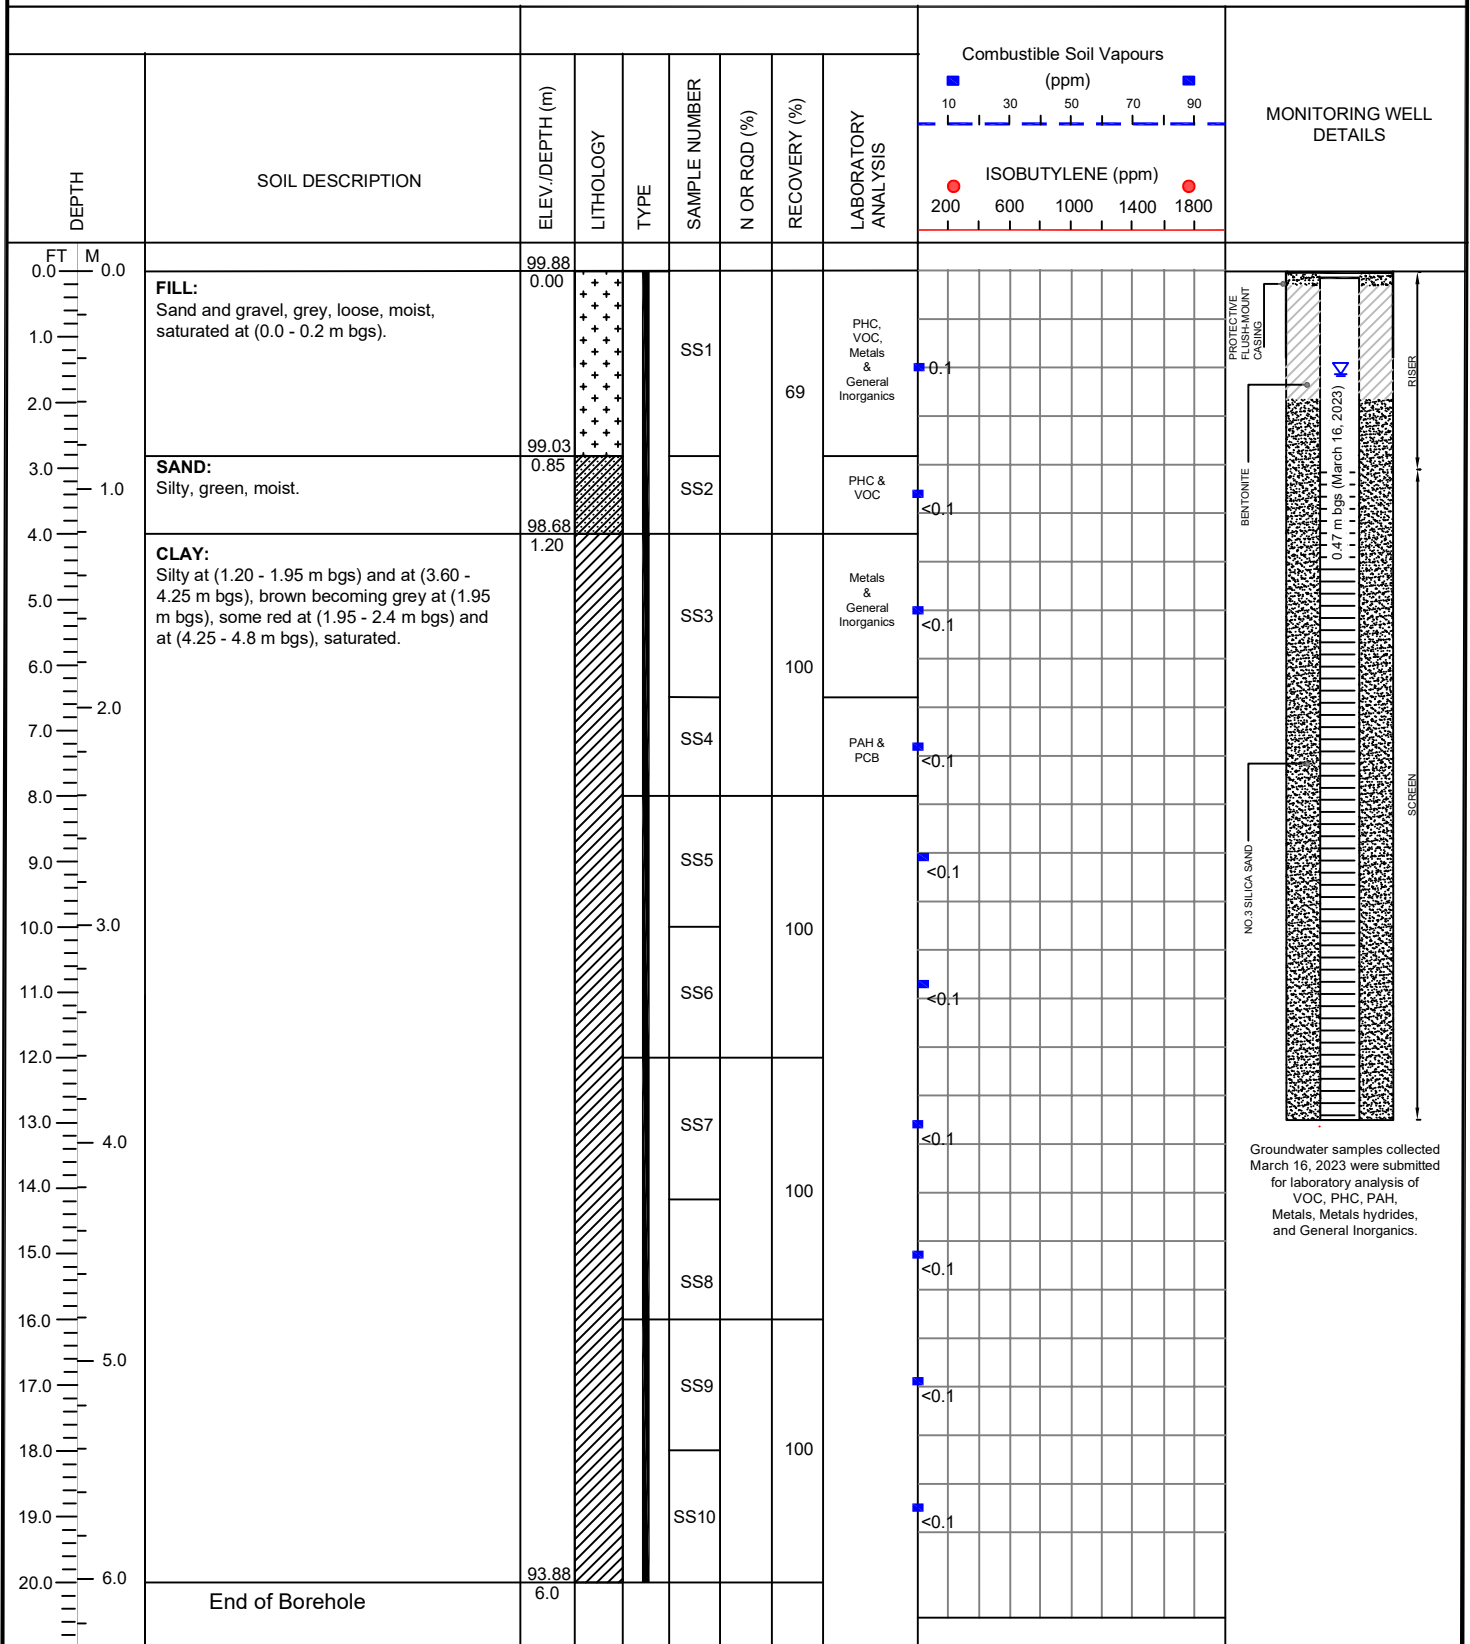 Combustible Soil Vapours
(ppm)
10 30 50 70 90
ISOBUTYLENE (ppm)
200 600 1000 1400 1800
DEPTH
SOIL DESCRIPTION
ELEV./DEPTH (m)
LITHOLOGY
TYPE
SAMPLE NUMBER
N OR RQD (%)
RECOVERY (%)
LABORATORY
ANALYSIS
MONITORING WELL
DETAILS
FT M
0.0 0.0
1.0
2.0
3.0
1.0
4.0
5.0
6.0
2.0
7.0
8.0
9.0
10.0 3.0
11.0
12.0
13.0
4.0
14.0
15.0
16.0
5.0
17.0
18.0
19.0
20.0 6.0
FILL:
Sand and gravel, grey, loose, moist,
saturated at (0.0 - 0.2 m bgs).
SAND:
Silty, green, moist.
CLAY:
Silty at (1.20 - 1.95 m bgs) and at (3.60 -
4.25 m bgs), brown becoming grey at (1.95
m bgs), some red at (1.95 - 2.4 m bgs) and
at (4.25 - 4.8 m bgs), saturated.
End of Borehole
99.88
0.00
99.03
0.85
98.68
1.20
93.88
6.0
SS1
SS2
SS3
SS4
SS5
SS6
SS7
SS8
SS9
SS10
69
100
100
100
100
PHC,
VOC,
Metals
&
General
Inorganics
PHC &
VOC
Metals
&
General
Inorganics
PAH &
PCB
0.1
<0.1
<0.1
<0.1
<0.1
<0.1
<0.1
<0.1
<0.1
<0.1
PROTECTIVE
FLUSH-MOUNT
CASING
BENTONITE
NO.3 SILICA SAND
0.47 m bgs (March 16, 2023)
RISER
SCREEN
Groundwater samples collected
March 16, 2023 were submitted
for laboratory analysis of
VOC, PHC, PAH,
Metals, Metals hydrides,
and General Inorganics.